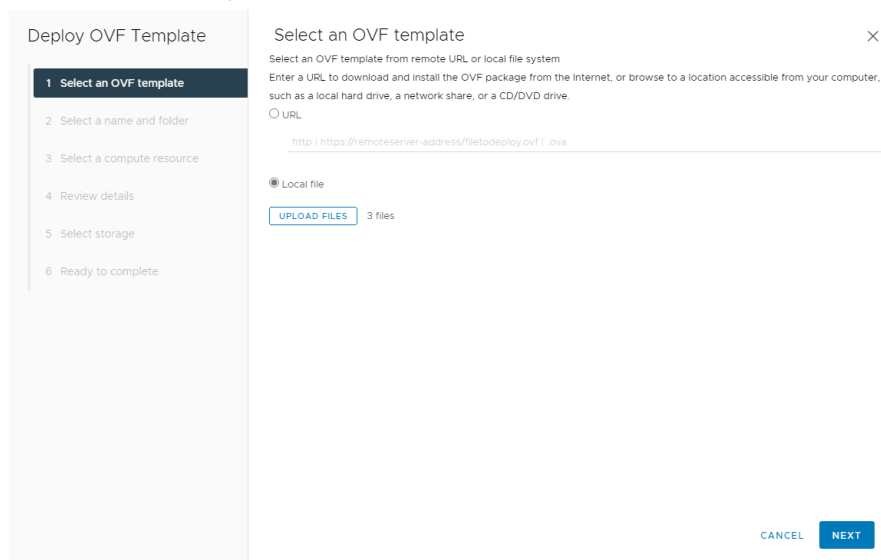 Deploy OVF Template
1 Select an OVF template
2 Select a name and folder
3 Select a compute resource
4 Review details
5 Select storage
6 Ready to complete
Select an OVF template
Select an OVF template from remote URL or local file system
Enter a URL to download and install the OVF package from the Internet, or browse to a location accessible from your computer,
such as a local hard drive, a network share, or a CD/DVD drive.
URL
http | https://remoteserver-address/filetodeploy.ovf | .ova
Local file
UPLOAD FILES 3 files
CANCEL NEXT